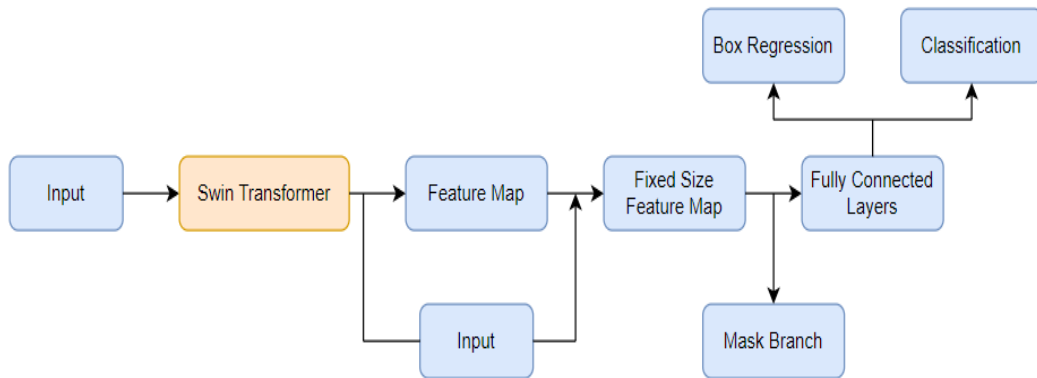 Box Regression
Classification
Input
Swin Transformer
Feature Map
Fixed Size
Feature Map
Fully Connected
Layers
Input
Mask Branch